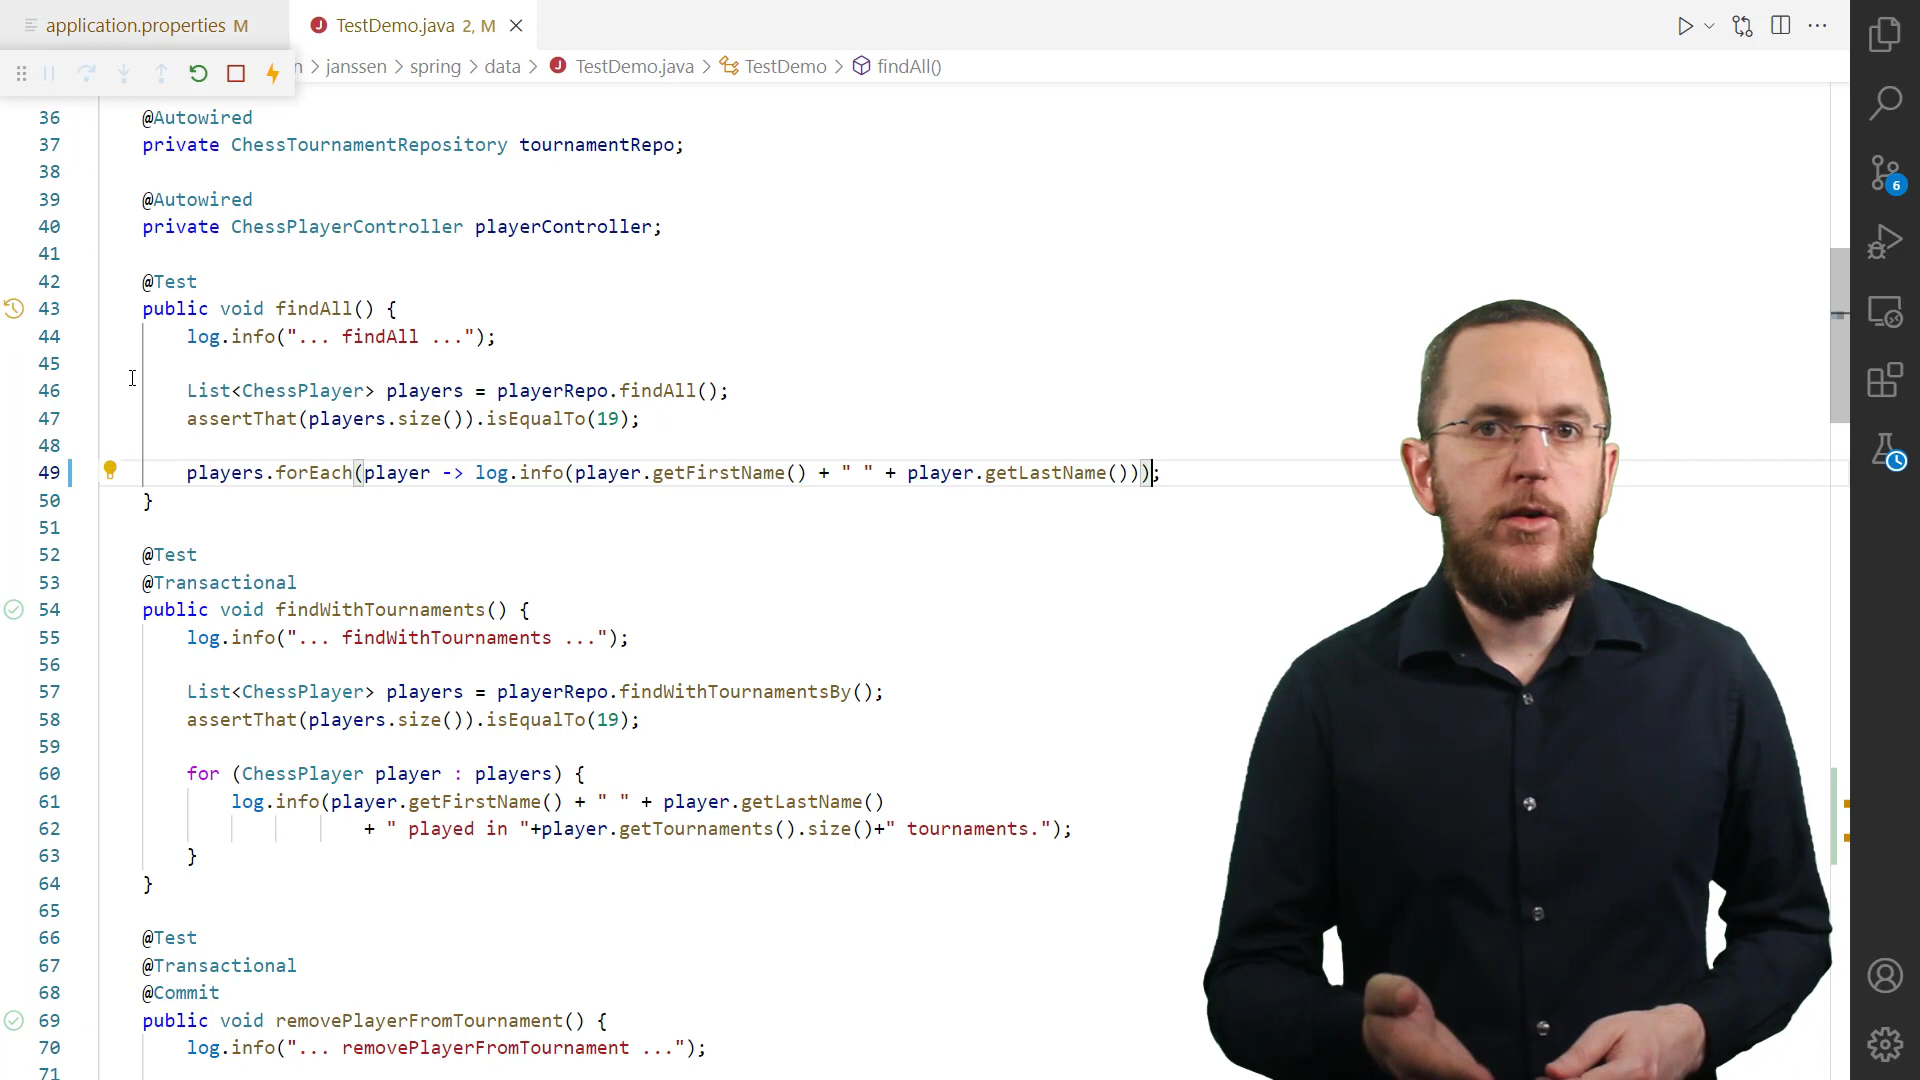 application.properties M
TestDemo.java 2, M
n > janssen > spring > data > J TestDemo.java > TestDemo > findAll()
36 @Autowired
37 private ChessTournamentRepository tournamentRepo;
38
39 @Autowired
40 private ChessPlayerController playerController;
41
42 @Test
43 public void findAll() {
44 log.info("... findAll ...");
45
46 List<ChessPlayer> players = playerRepo.findAll();
47 assertThat(players.size()).isEqualTo(19);
48
49 players.forEach(player -> log.info(player.getFirstName() + " " + player.getLastName()));
50 }
51
52 @Test
53 @Transactional
54 public void findWithTournaments() {
55 log.info("... findWithTournaments ...");
56
57 List<ChessPlayer> players = playerRepo.findWithTournamentsBy();
58 assertThat(players.size()).isEqualTo(19);
59
60 for (ChessPlayer player : players) {
61 log.info(player.getFirstName() + " " + player.getLastName()
62 + " played in "+player.getTournaments().size()+" tournaments.");
63 }
64 }
65
66 @Test
67 @Transactional
68 @Commit
69 public void removePlayerFromTournament() {
70 log.info("... removePlayerFromTournament ...");
71
6